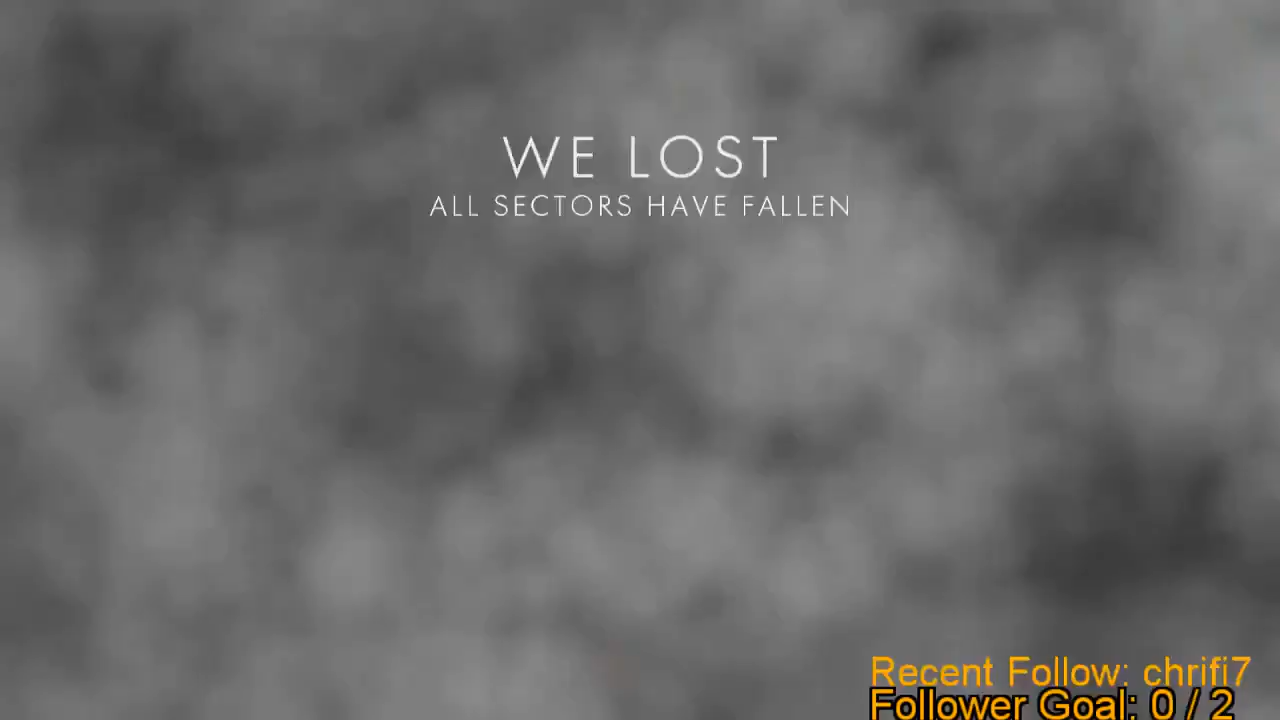 WE LOST
ALL SECTORS HAVE FALLEN
Recent Follow: chrifi7
Follower Goal: 0 / 2